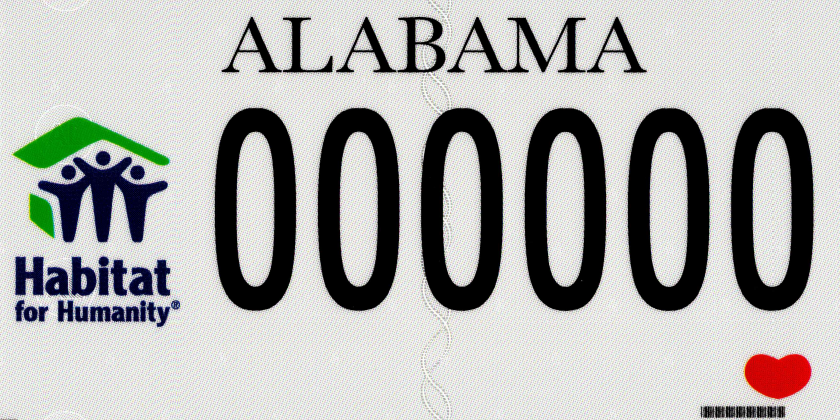 ALABAMA
000000
Habitat
for Humanity®